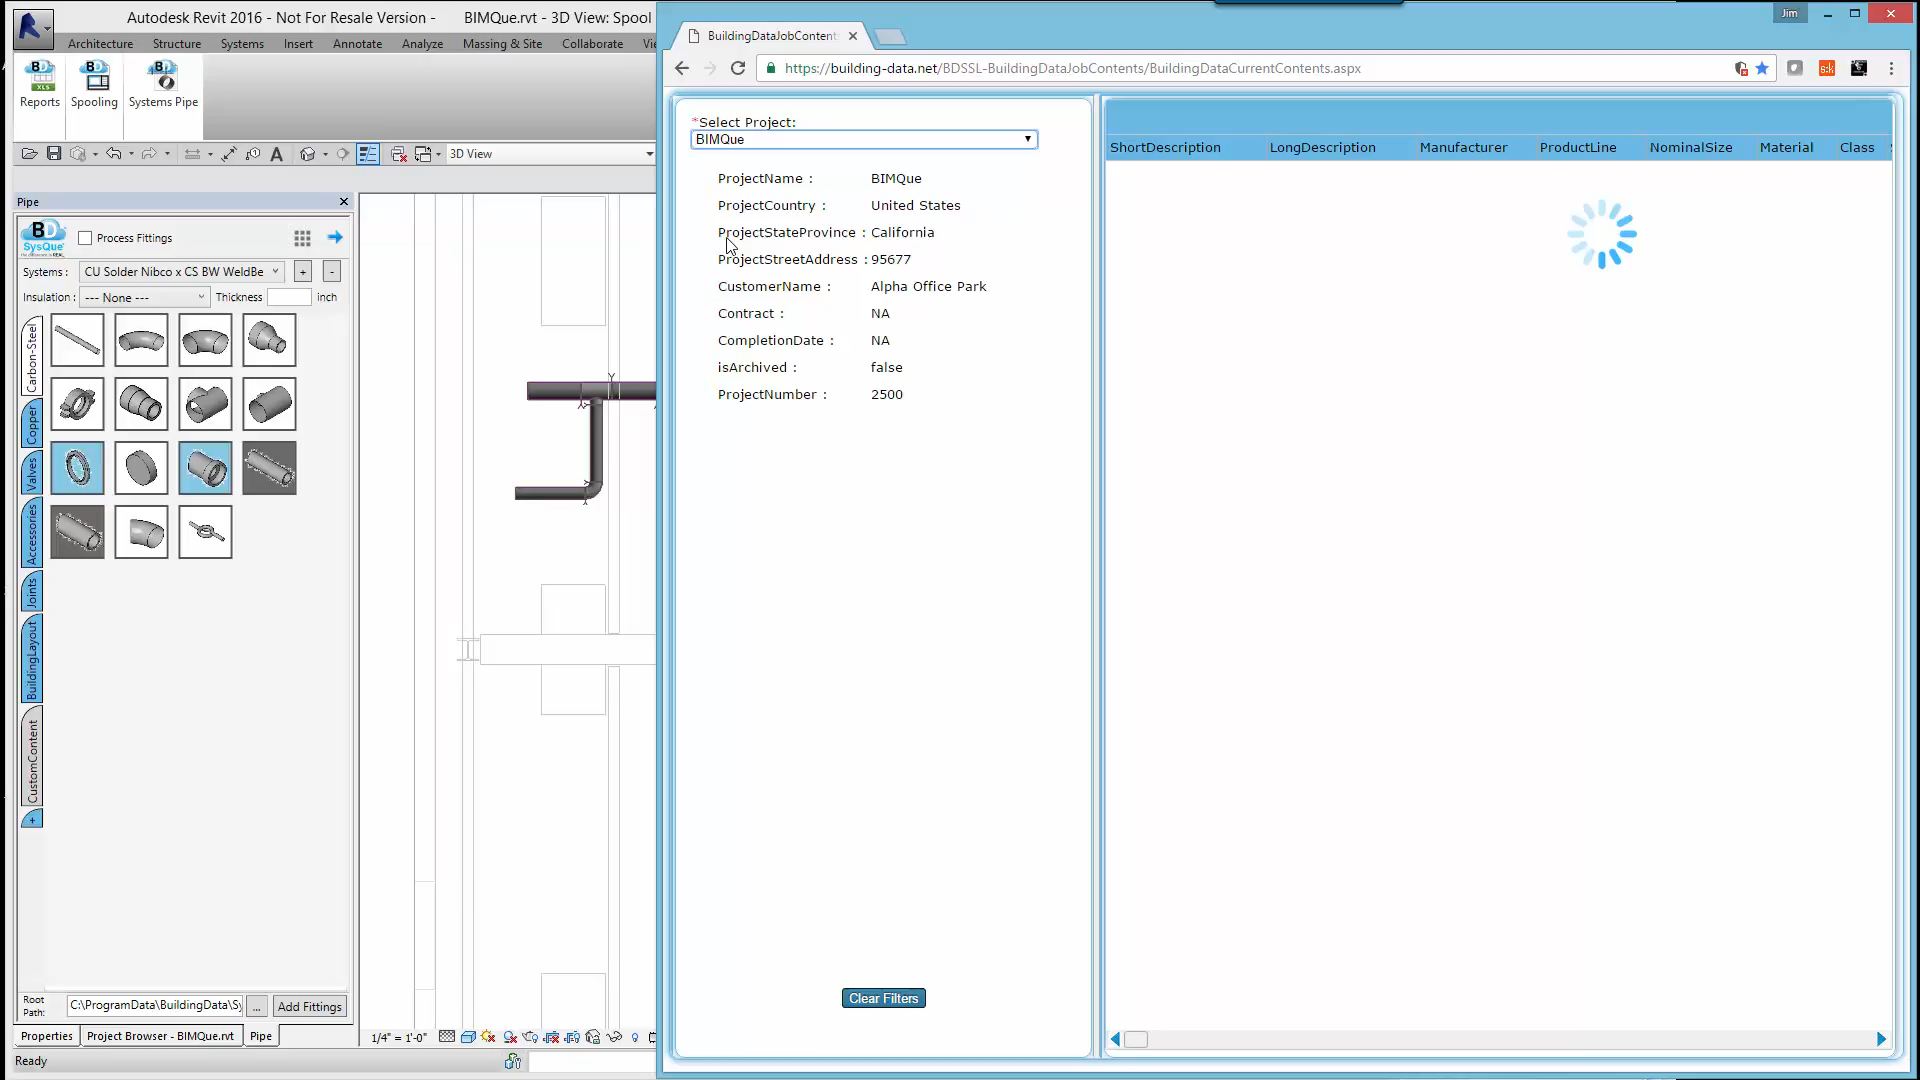 Autodesk Revit 2016 - Not For Resale Version -     BIMQue.rvt - 3D View: Spool
Architecture Structure Systems Insert Annotate Analyze Massing & Site Collaborate
Reports Spooling Systems Pipe
3D View
Pipe
BD
SysQue
Process Fittings
Systems : CU Solder Nibco x CS BW WeldBe + -
Insulation : --- None --- Thickness inch
Carbon-Steel
Copper
Valves
Accessories
Joints
BuildingLayout
CustomContent
+
Root
Path: C:\ProgramData\BuildingData\Sy ... Add Fittings
Properties Project Browser - BIMQue.rvt Pipe
1/4" = 1'-0"
Ready
Jim
BuildingDataJobContent
https://building-data.net/BDSSL-BuildingDataJobContents/BuildingDataCurrentContents.aspx
*Select Project:
BIMQue
ProjectName : BIMQue
ProjectCountry : United States
ProjectStateProvince : California
ProjectStreetAddress : 95677
CustomerName : Alpha Office Park
Contract : NA
CompletionDate : NA
isArchived : false
ProjectNumber : 2500
Clear Filters
ShortDescription LongDescription Manufacturer ProductLine NominalSize Material Class